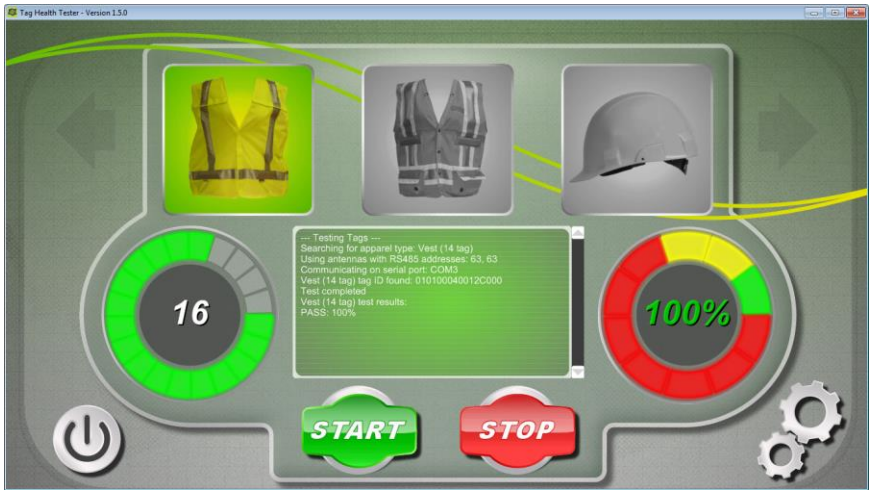 Tag Health Tester - Version 1.5.0
--- Testing Tags ---
Searching for apparel type: Vest (14 tag)
Using antennas with RS485 addresses: 63, 63
Communicating on serial port: COM3
Vest (14 tag) tag ID found: 010100040012C000
Test completed
Vest (14 tag) test results:
PASS: 100%
16
100%
START
STOP